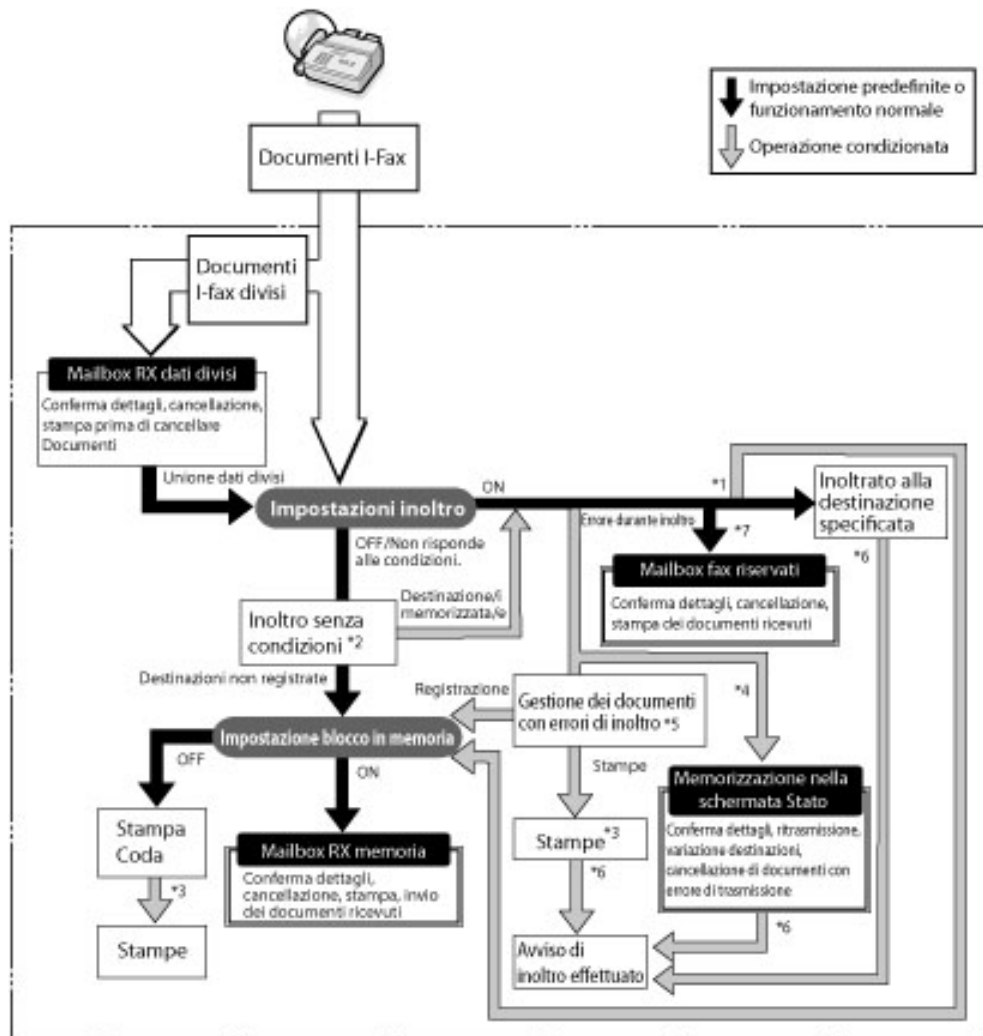 Impostazione predefinite o
funzionamento normale
Operazione condizionata
Documenti I-Fax
Documenti
I-fax divisi
Mailbox RX dati divisi
Conferma dettagli, cancellazione,
stampa prima di cancellare
Documenti
Unione dati divisi
Impostazioni inoltro
ON
*1
Inoltrato alla
destinazione
specificata
Errore durante inoltro
*7
*6
OFF/Non risponde
alle condizioni.
Mailbox fax riservati
Conferma dettagli, cancellazione,
stampa dei documenti ricevuti
Destinazione/i
memorizzata/e
Inoltro senza
condizioni *2
Destinazioni non registrate
Registrazione
Gestione dei documenti
con errori di inoltro *5
*4
Impostazione blocco in memoria
OFF
ON
Stampe
Memorizzazione nella
schermata Stato
Conferma dettagli, ritrasmissione,
variazione destinazioni,
cancellazione di documenti con
errore di trasmissione
Stampa
Coda
Mailbox RX memoria
Conferma dettagli,
cancellazione, stampa, invio
dei documenti ricevuti
Stampe*3
*6
*3
*6
Stampe
Avviso di
inoltro effettuato